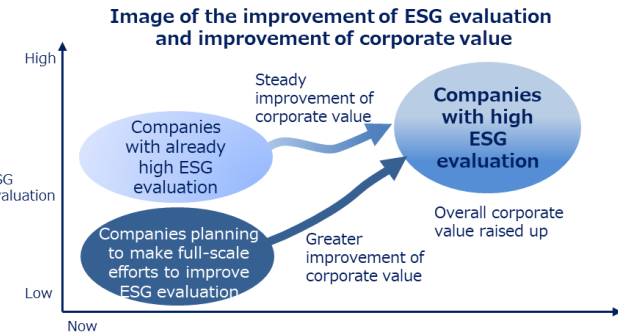 Image of the improvement of ESG evaluation
and improvement of corporate value
High
Steady
improvement of
corporate value
Companies
with high
ESG
evaluation
Companies
with already
high ESG
evaluation
SG
valuation
Companies planning
to make full-scale
efforts to improve
ESG evaluation
Overall corporate
value raised up
Greater
improvement of
corporate value
Low
Now